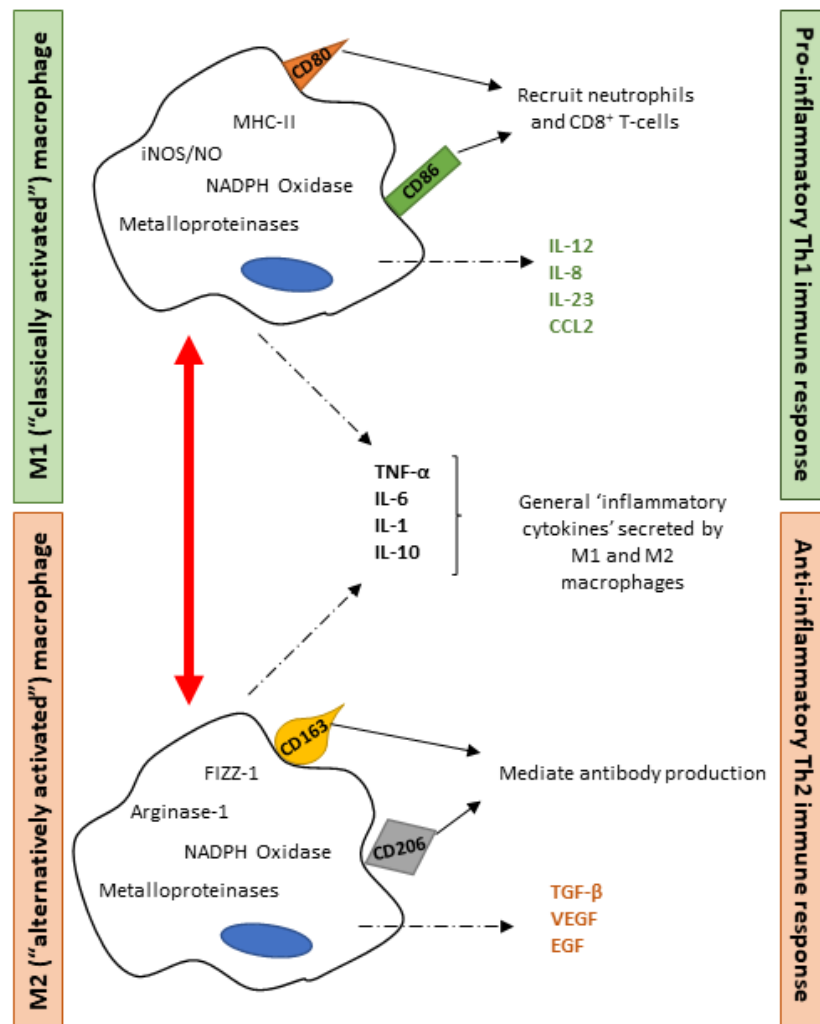 M1 (“classically activated”) macrophage
Pro-inflammatory Th1 immune response
CD80
MHC-II
iNOS/NO
NADPH Oxidase
Metalloproteinases
CD86
Recruit neutrophils
and CD8⁺ T-cells
IL-12
IL-8
IL-23
CCL2
TNF-α
IL-6
IL-1
IL-10
General ‘inflammatory
cytokines’ secreted by
M1 and M2
macrophages
M2 (“alternatively activated”) macrophage
Anti-inflammatory Th2 immune response
CD163
FIZZ-1
Arginase-1
NADPH Oxidase
Metalloproteinases
CD206
Mediate antibody production
TGF-β
VEGF
EGF